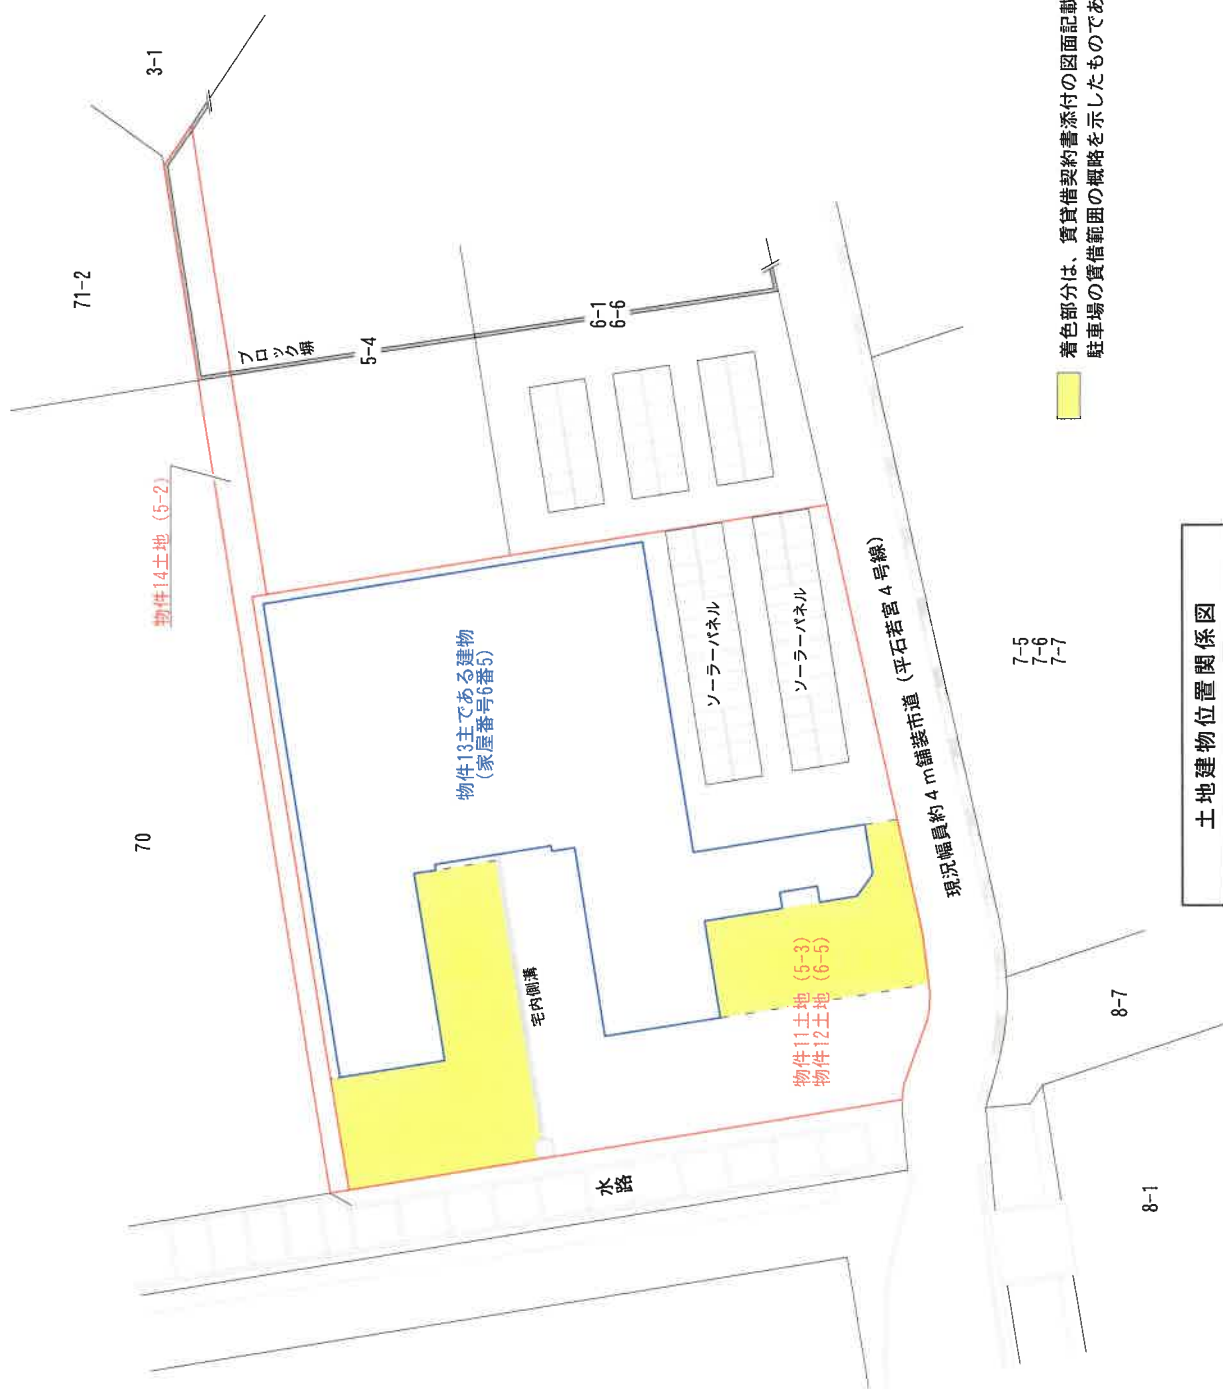 3-1
71-2
物件14土地（5-2）
ブロック
塀
5-4
6-1
6-6
70
物件13主である建物
（家屋番号6番5）
ソーラーパネル
ソーラーパネル
宅内側溝
物件11土地（5-3）
物件12土地（6-5）
水路
現況幅員約４ｍ舗装市道（平石若宮４号線）
7-5
7-6
7-7
8-7
8-1
着色部分は、賃貸借契約書添付の図面記載
駐車場の賃借範囲の概略を示したものであ
土地建物位置関係図